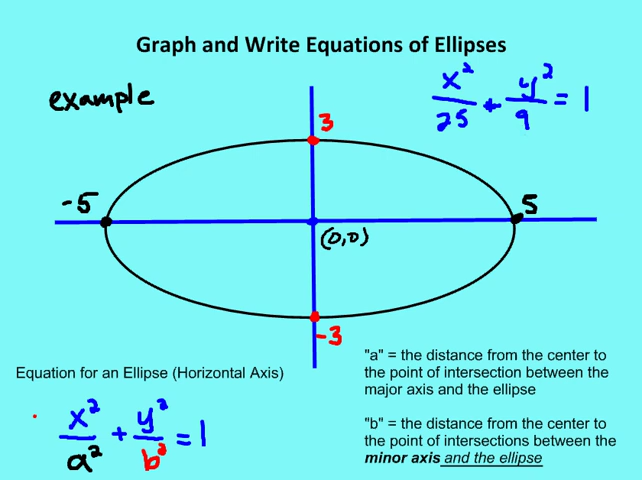 Graph and Write Equations of Ellipses
example
x²/25 + y²/9 = 1
3
-5
5
(0,0)
-3
Equation for an Ellipse (Horizontal Axis)
x²/a² + y²/b² = 1
"a" = the distance from the center to
the point of intersection between the
major axis and the ellipse
"b" = the distance from the center to
the point of intersections between the
minor axis and the ellipse